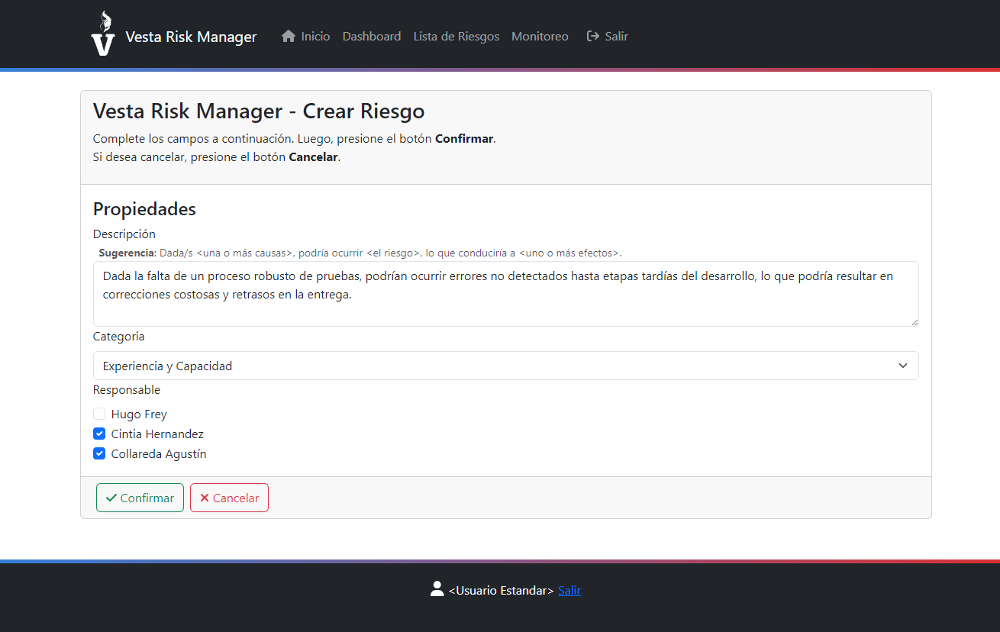 Vesta Risk Manager
Inicio
Dashboard
Lista de Riesgos
Monitoreo
Salir
Vesta Risk Manager - Crear Riesgo
Complete los campos a continuación. Luego, presione el botón Confirmar.
Si desea cancelar, presione el botón Cancelar.
Propiedades
Descripción
Sugerencia: Dada/s <una o más causas>, podría ocurrir <el riesgo>, lo que conduciría a <uno o más efectos>.
Dada la falta de un proceso robusto de pruebas, podrían ocurrir errores no detectados hasta etapas tardías del desarrollo, lo que podría resultar en
correcciones costosas y retrasos en la entrega.
Categoria
Experiencia y Capacidad
Responsable
Hugo Frey
Cintia Hernandez
Collareda Agustín
Confirmar
Cancelar
<Usuario Estandar> Salir